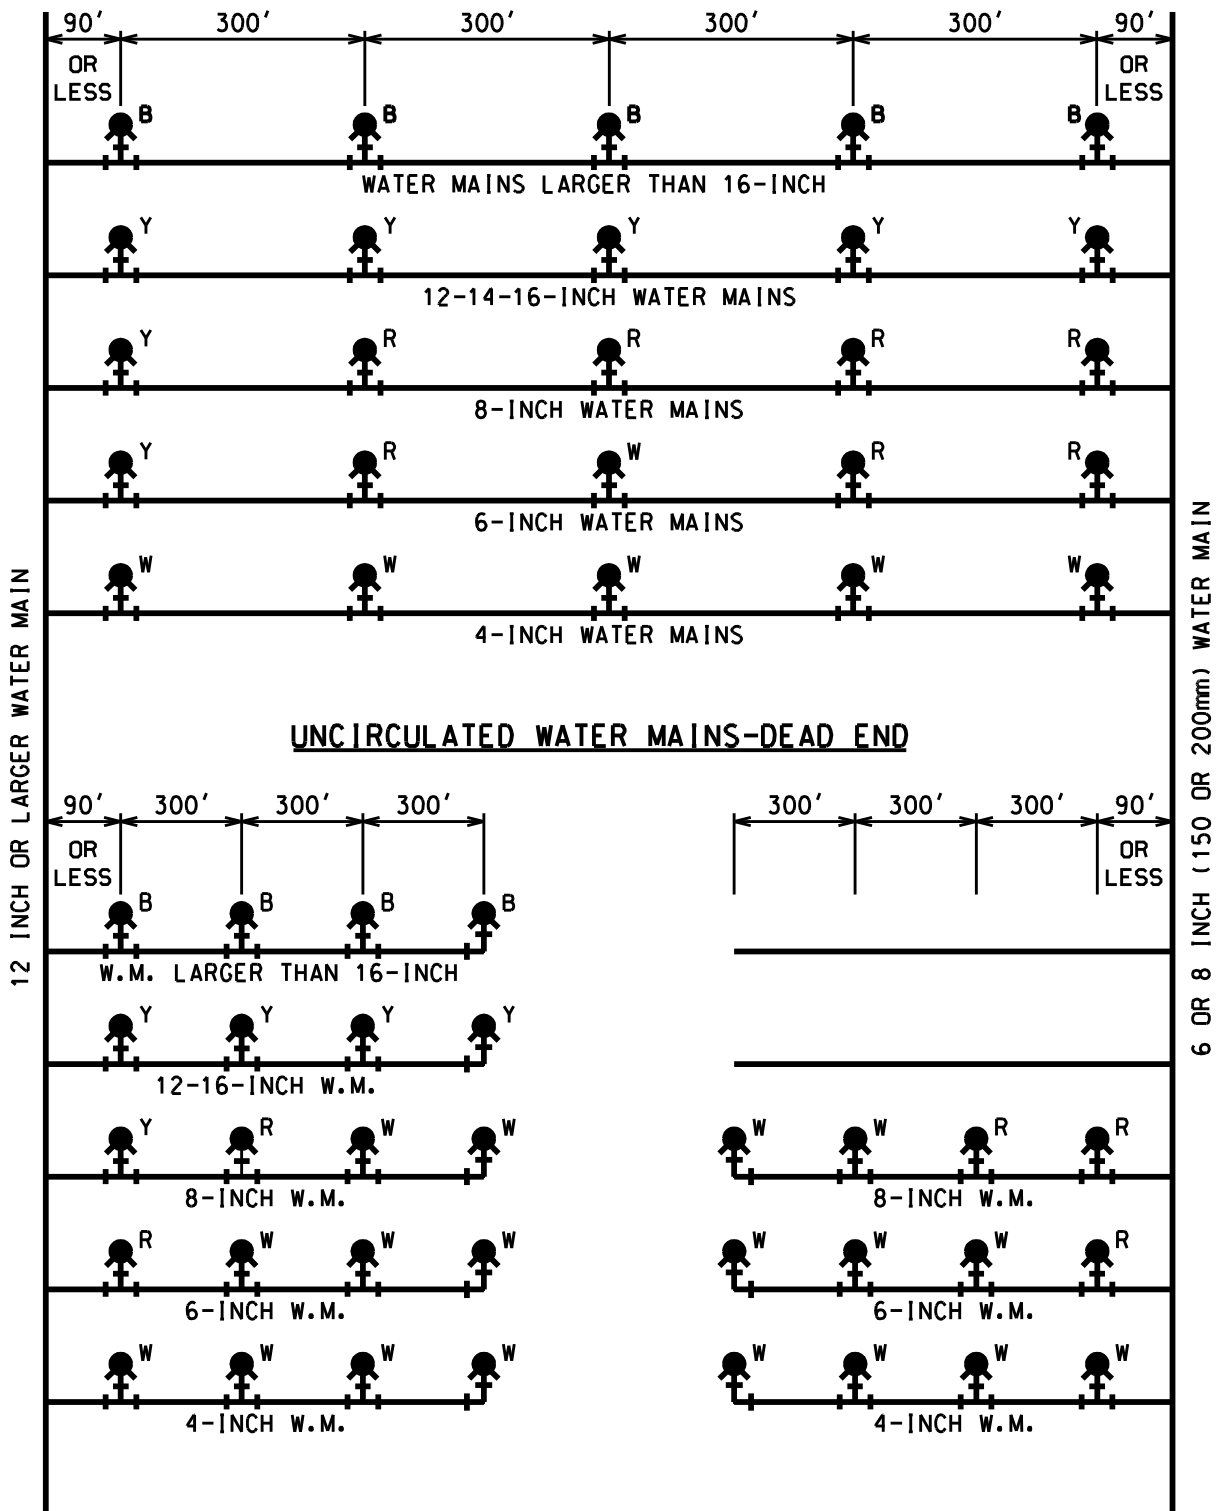 90' 300' 300' 300' 300' 90'
OR OR
LESS LESS
B B B B B
WATER MAINS LARGER THAN 16-INCH
Y Y Y Y Y
12-14-16-INCH WATER MAINS
Y R R R R
8-INCH WATER MAINS
Y R W R R
6-INCH WATER MAINS
W W W W W
4-INCH WATER MAINS
12 INCH OR LARGER WATER MAIN
6 OR 8 INCH (150 OR 200mm) WATER MAIN
UNCIRCULATED WATER MAINS-DEAD END
90' 300' 300' 300' 300' 300' 300' 90'
OR OR
LESS LESS
B B B B
W.M. LARGER THAN 16-INCH
Y Y Y Y
12-16-INCH W.M.
Y R W W W W R R
8-INCH W.M. 8-INCH W.M.
R W W W W W W R
6-INCH W.M. 6-INCH W.M.
W W W W W W W W
4-INCH W.M. 4-INCH W.M.